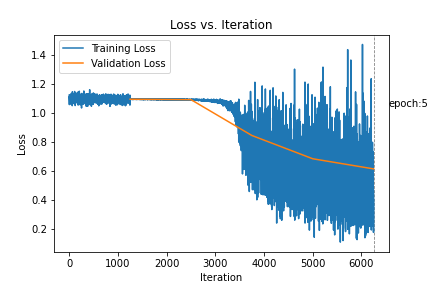 Loss vs. Iteration
Training Loss
Validation Loss
1.4
1.2
1.0
0.8
0.6
0.4
0.2
Loss
epoch:5
0 1000 2000 3000 4000 5000 6000
Iteration